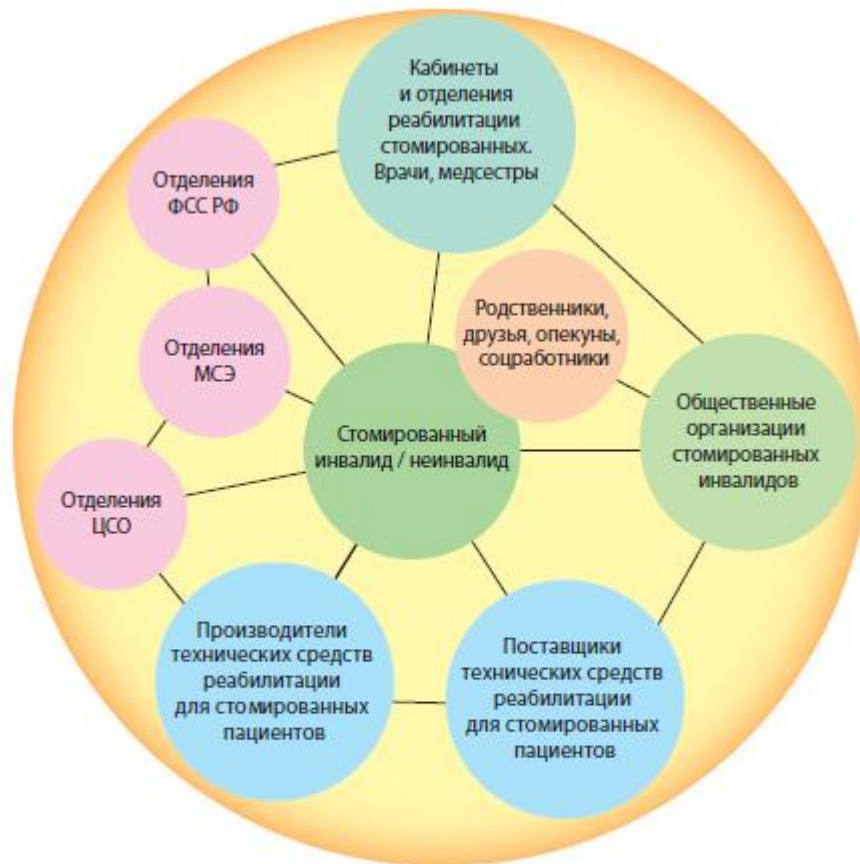 Кабинеты
и отделения
реабилитации
стомированных.
Врачи, медсестры
Отделения
ФСС РФ
Родственники,
друзья, опекуны,
соцработники
Отделения
МСЭ
Общественные
организации
стомированных
инвалидов
Стомированный
инвалид / неинвалид
Отделения
ЦСО
Производители
технических средств
реабилитации
для стомированных
пациентов
Поставщики
технических средств
реабилитации
для стомированных
пациентов